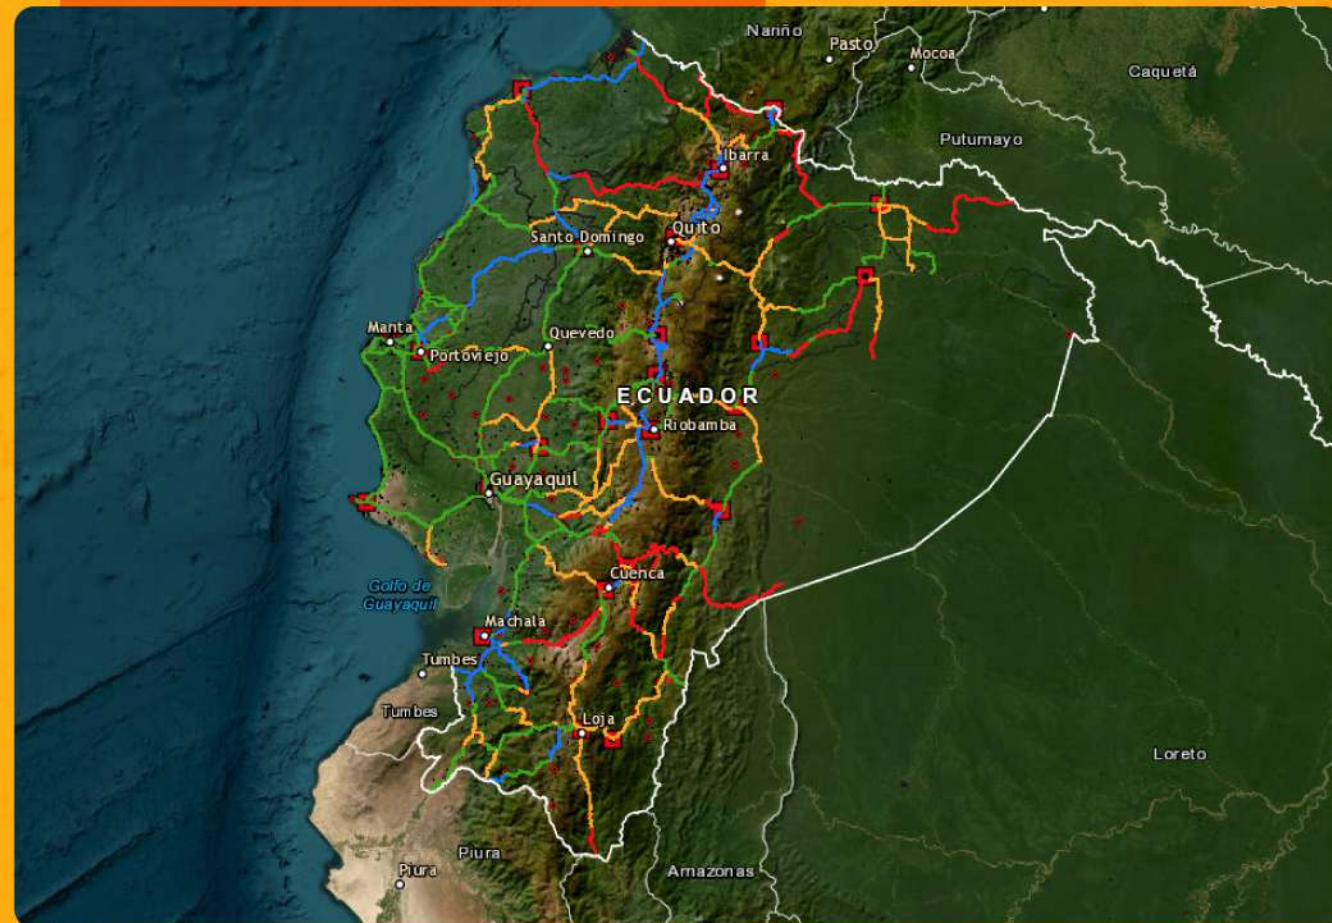 Nariño
Pasto
Mocoa
Caquetá
Putumayo
Ibarra
Quito
Santo Domingo
Manta
Quevedo
Portoviejo
ECUADOR
Riobamba
Guayaquil
Cuenca
Golfo de
Guayaquil
Machala
Tumbes
Tumbes
Loja
Loreto
Piura
Amazonas
Piura